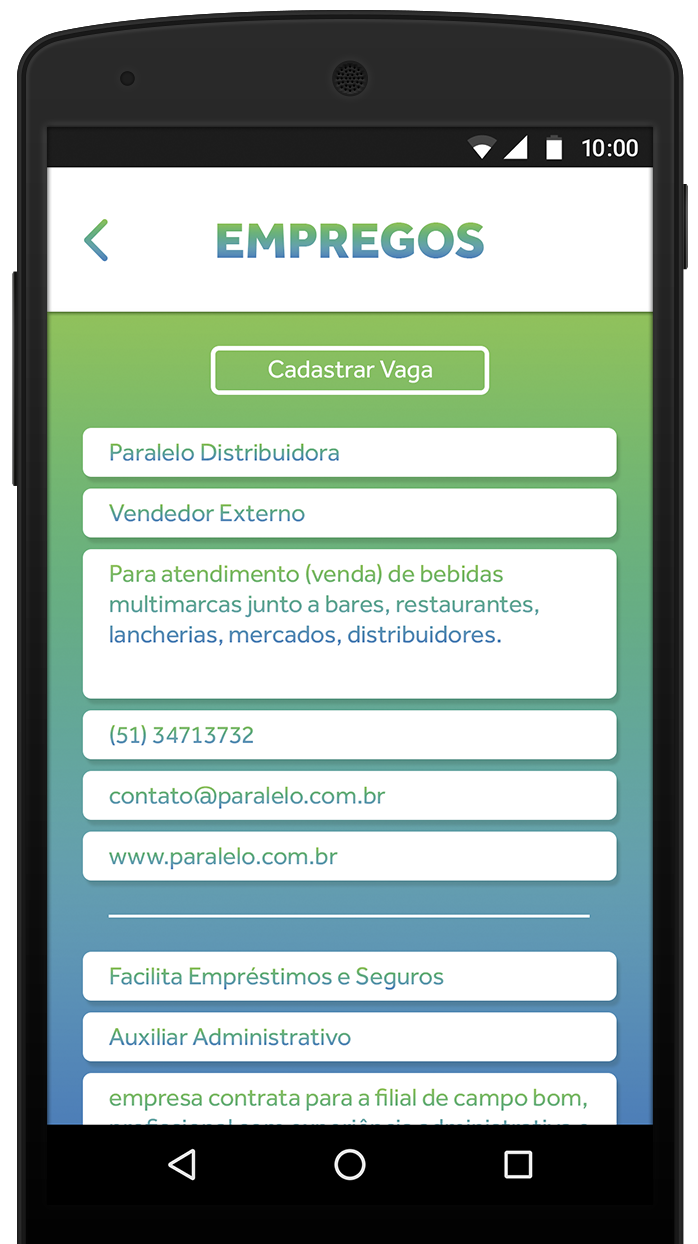 10:00
EMPREGOS
Cadastrar Vaga
Paralelo Distribuidora
Vendedor Externo
Para atendimento (venda) de bebidas
multimarcas junto a bares, restaurantes,
lancherias, mercados, distribuidores.
(51) 34713732
contato@paralelo.com.br
www.paralelo.com.br
Facilita Empréstimos e Seguros
Auxiliar Administrativo
empresa contrata para a filial de campo bom,